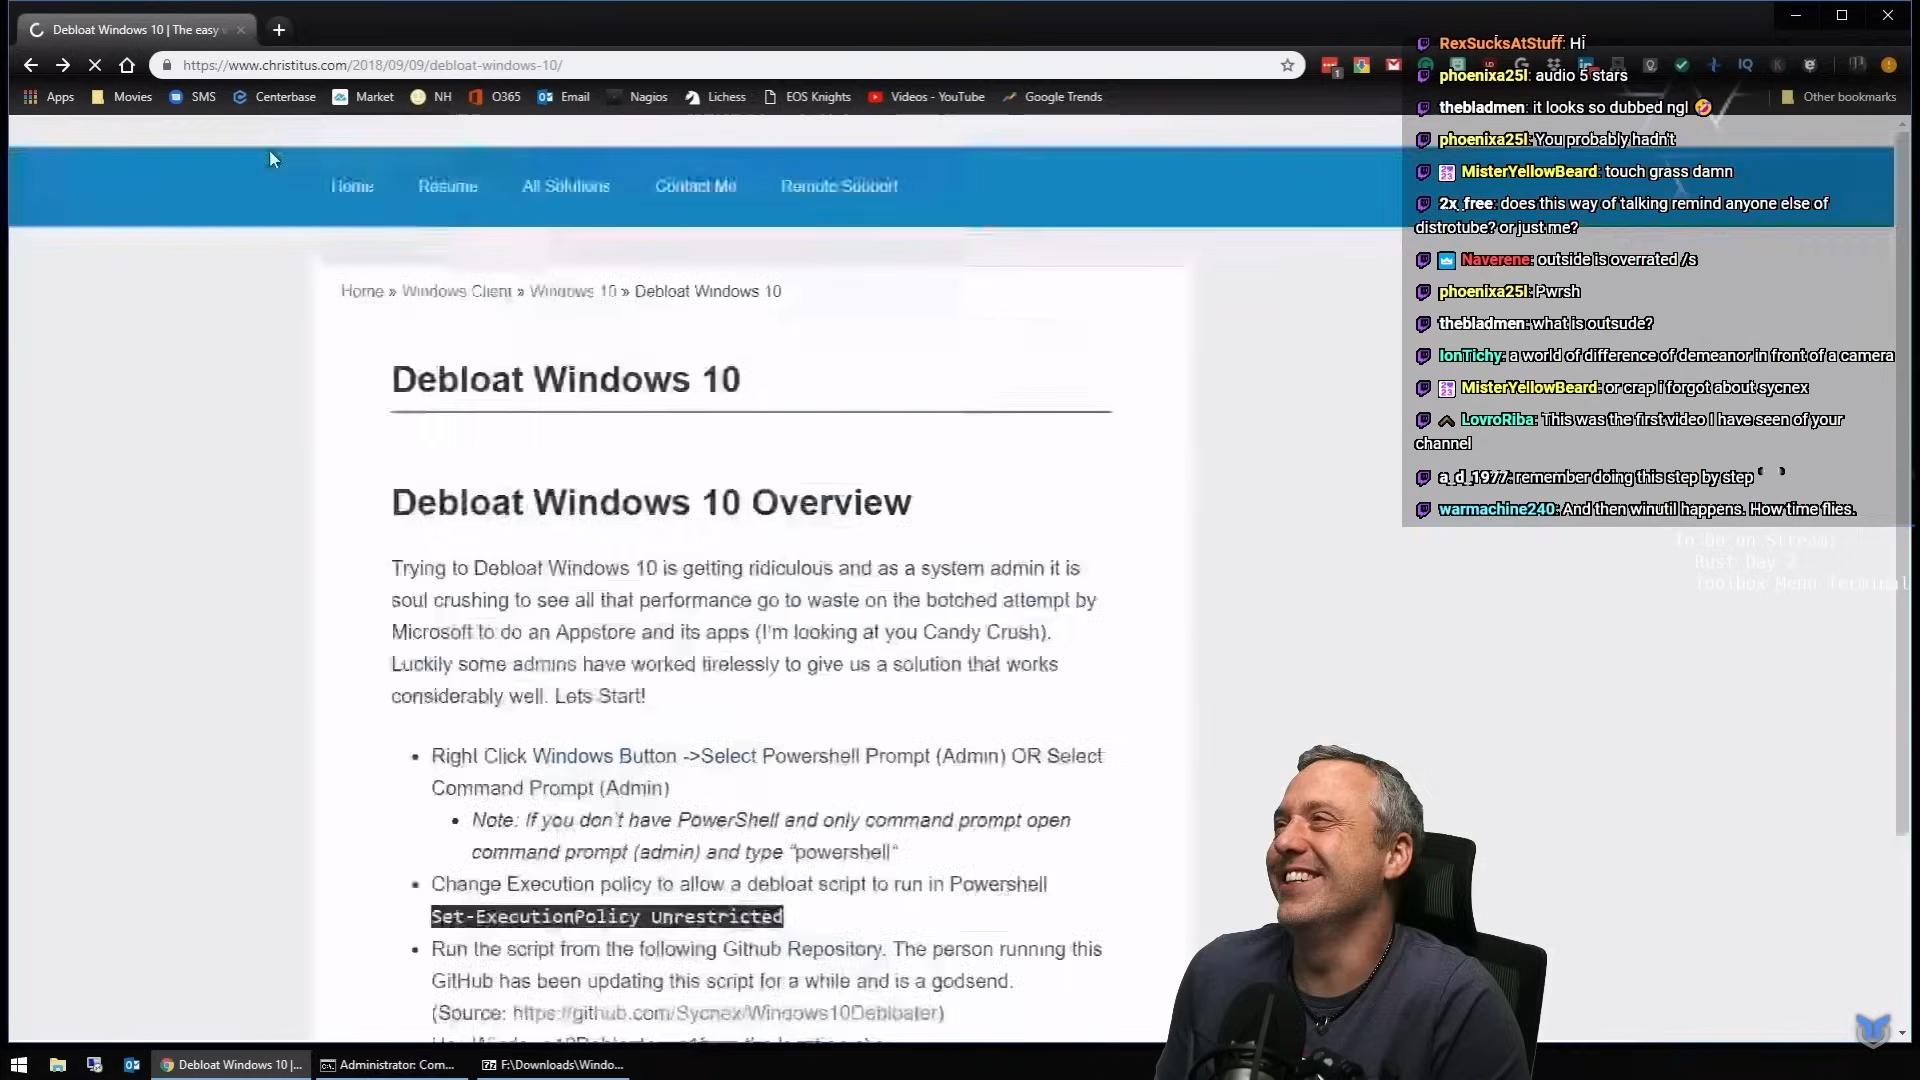 Debloat Windows 10 | The easy
https://www.christitus.com/2018/09/09/debloat-windows-10/
Apps Movies SMS Centerbase Market NH O365 Email Nagios Lichess EOS Knights Videos - YouTube Google Trends Other bookmarks
Home Resume All Solutions Contact Me Remote Support
Home » Windows Client » Windows 10 » Debloat Windows 10
Debloat Windows 10
Debloat Windows 10 Overview
Trying to Debloat Windows 10 is getting ridiculous and as a system admin it is
soul crushing to see all that performance go to waste on the botched attempt by
Microsoft to do an Appstore and its apps (I'm looking at you Candy Crush).
Luckily some admins have worked tirelessly to give us a solution that works
considerably well. Lets Start!
Right Click Windows Button ->Select Powershell Prompt (Admin) OR Select
Command Prompt (Admin)
Note: If you don't have PowerShell and only command prompt open
command prompt (admin) and type “powershell“
Change Execution policy to allow a debloat script to run in Powershell
Set-ExecutionPolicy Unrestricted
Run the script from the following Github Repository. The person running this
GitHub has been updating this script for a while and is a godsend.
(Source: https://github.com/Sycnex/Windows10Debloater)
RexSucksAtStuff: Hi
phoenixa25l: audio 5 stars
thebladmen: it looks so dubbed ngl
phoenixa25l: You probably hadn't
MisterYellowBeard: touch grass damn
2x_free: does this way of talking remind anyone else of
distrotube? or just me?
Naverene: outside is overrated /s
phoenixa25l: Pwrsh
thebladmen: what is outsude?
IonTichy: a world of difference of demeanor in front of a camera
MisterYellowBeard: or crap i forgot about sycnex
LovroRiba: This was the first video I have seen of your
channel
a_d_1977: remember doing this step by step
warmachine240: And then winutil happens. How time flies.
To Do on Stream:
Rust Day 2
Toolbox Menu Terminal
Debloat Windows 10 |... Administrator: Com... F:\Downloads\Windo...